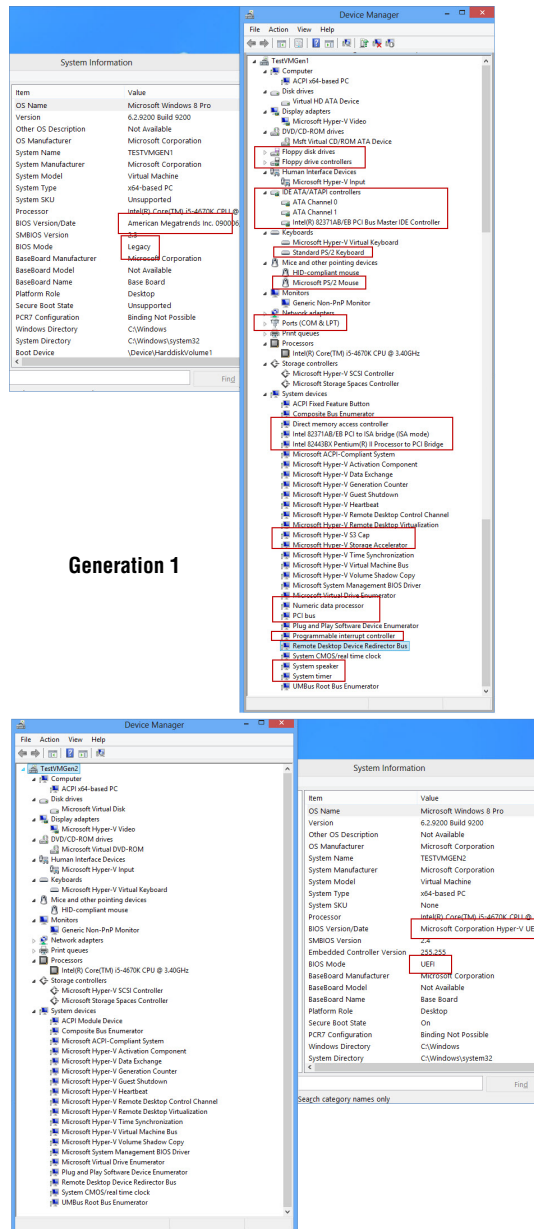 System Information
Item Value
OS Name Microsoft Windows 8 Pro
Version 6.2.9200 Build 9200
Other OS Description Not Available
OS Manufacturer Microsoft Corporation
System Name TESTVMGEN1
System Manufacturer Microsoft Corporation
System Model Virtual Machine
System Type x64-based PC
System SKU Unsupported
Processor Intel(R) Core(TM) i5-4670K CPU @
BIOS Version/Date American Megatrends Inc. 090006,
SMBIOS Version 2.3
BIOS Mode Legacy
BaseBoard Manufacturer Microsoft Corporation
BaseBoard Model Not Available
BaseBoard Name Base Board
Platform Role Desktop
Secure Boot State Unsupported
PCR7 Configuration Binding Not Possible
Windows Directory C:\Windows
System Directory C:\Windows\system32
Boot Device \Device\HarddiskVolume1
Find
Generation 1
Device Manager
File Action View Help
TestVMGen1
Computer
ACPI x64-based PC
Disk drives
Virtual HD ATA Device
Display adapters
Microsoft Hyper-V Video
DVD/CD-ROM drives
Msft Virtual CD/ROM ATA Device
Floppy disk drives
Floppy drive controllers
Human Interface Devices
Microsoft Hyper-V Input
IDE ATA/ATAPI controllers
ATA Channel 0
ATA Channel 1
Intel(R) 82371AB/EB PCI Bus Master IDE Controller
Keyboards
Microsoft Hyper-V Virtual Keyboard
Standard PS/2 Keyboard
Mice and other pointing devices
HID-compliant mouse
Microsoft PS/2 Mouse
Monitors
Generic Non-PnP Monitor
Network adapters
Ports (COM & LPT)
Print queues
Processors
Intel(R) Core(TM) i5-4670K CPU @ 3.40GHz
Storage controllers
Microsoft Hyper-V SCSI Controller
Microsoft Storage Spaces Controller
System devices
ACPI Fixed Feature Button
Composite Bus Enumerator
Direct memory access controller
Intel 82371AB/EB PCI to ISA bridge (ISA mode)
Intel 82443BX Pentium(R) II Processor to PCI Bridge
Microsoft ACPI-Compliant System
Microsoft Hyper-V Activation Component
Microsoft Hyper-V Data Exchange
Microsoft Hyper-V Generation Counter
Microsoft Hyper-V Guest Shutdown
Microsoft Hyper-V Heartbeat
Microsoft Hyper-V Remote Desktop Control Channel
Microsoft Hyper-V Remote Desktop Virtualization
Microsoft Hyper-V S3 Cap
Microsoft Hyper-V Storage Accelerator
Microsoft Hyper-V Time Synchronization
Microsoft Hyper-V Virtual Machine Bus
Microsoft Hyper-V Volume Shadow Copy
Microsoft System Management BIOS Driver
Microsoft Virtual Drive Enumerator
Numeric data processor
PCI bus
Plug and Play Software Device Enumerator
Programmable interrupt controller
Remote Desktop Device Redirector Bus
System CMOS/real time clock
System speaker
System timer
UMBus Root Bus Enumerator
Device Manager
File Action View Help
TestVMGen2
Computer
ACPI x64-based PC
Disk drives
Microsoft Virtual Disk
Display adapters
Microsoft Hyper-V Video
DVD/CD-ROM drives
Microsoft Virtual DVD-ROM
Human Interface Devices
Microsoft Hyper-V Input
Keyboards
Microsoft Hyper-V Virtual Keyboard
Mice and other pointing devices
HID-compliant mouse
Monitors
Generic Non-PnP Monitor
Network adapters
Print queues
Processors
Intel(R) Core(TM) i5-4670K CPU @ 3.40GHz
Storage controllers
Microsoft Hyper-V SCSI Controller
Microsoft Storage Spaces Controller
System devices
ACPI Module Device
Composite Bus Enumerator
Microsoft ACPI-Compliant System
Microsoft Hyper-V Activation Component
Microsoft Hyper-V Data Exchange
Microsoft Hyper-V Generation Counter
Microsoft Hyper-V Guest Shutdown
Microsoft Hyper-V Heartbeat
Microsoft Hyper-V Remote Desktop Control Channel
Microsoft Hyper-V Remote Desktop Virtualization
Microsoft Hyper-V Time Synchronization
Microsoft Hyper-V Virtual Machine Bus
Microsoft Hyper-V Volume Shadow Copy
Microsoft System Management BIOS Driver
Microsoft Virtual Drive Enumerator
Plug and Play Software Device Enumerator
Remote Desktop Device Redirector Bus
System CMOS/real time clock
UMBus Root Bus Enumerator
System Information
Item Value
OS Name Microsoft Windows 8 Pro
Version 6.2.9200 Build 9200
Other OS Description Not Available
OS Manufacturer Microsoft Corporation
System Name TESTVMGEN2
System Manufacturer Microsoft Corporation
System Model Virtual Machine
System Type x64-based PC
System SKU None
Processor Intel(R) Core(TM) i5-4670K CPU @
BIOS Version/Date Microsoft Corporation Hyper-V UE
SMBIOS Version 2.4
Embedded Controller Version 255.255
BIOS Mode UEFI
BaseBoard Manufacturer Microsoft Corporation
BaseBoard Model Not Available
BaseBoard Name Base Board
Platform Role Desktop
Secure Boot State On
PCR7 Configuration Binding Not Possible
Windows Directory C:\Windows
System Directory C:\Windows\system32
Find
Search category names only